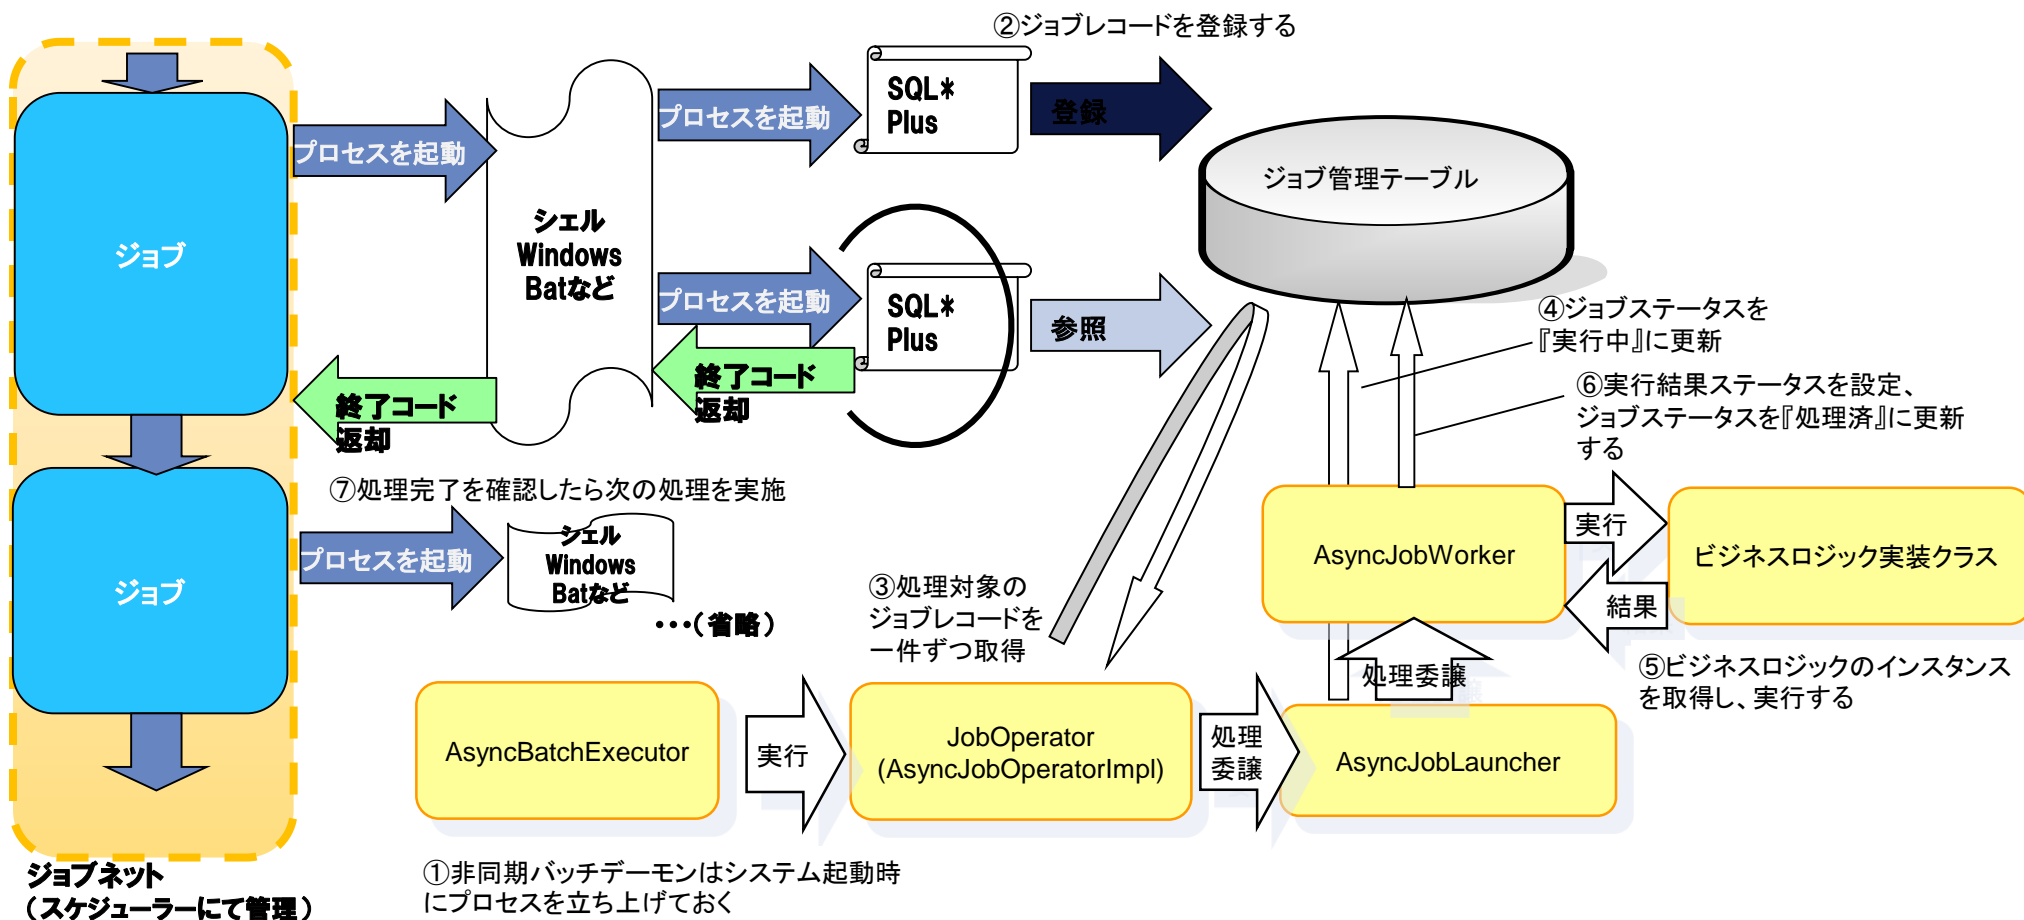 ②ジョブレコードを登録する
プロセスを起動
プロセスを起動
SQL*
Plus
登録
ジョブ管理テーブル
ジョブ
シェル
Windows
Batなど
プロセスを起動
SQL*
Plus
参照
終了コード
返却
終了コード
返却
④ジョブステータスを
『実行中』に更新
⑥実行結果ステータスを設定、
ジョブステータスを『処理済』に更新
する
⑦処理完了を確認したら次の処理を実施
ジョブ
プロセスを起動
シェル
Windows
Batなど
・・・（省略）
③処理対象の
ジョブレコードを
一件ずつ取得
AsyncJobWorker
実行
結果
ビジネスロジック実装クラス
⑤ビジネスロジックのインスタンス
を取得し、実行する
処理委譲
AsyncBatchExecutor
実行
JobOperator
(AsyncJobOperatorImpl)
処理
委譲
AsyncJobLauncher
①非同期バッチデーモンはシステム起動時
にプロセスを立ち上げておく
ジョブネット
（スケジューラーにて管理）